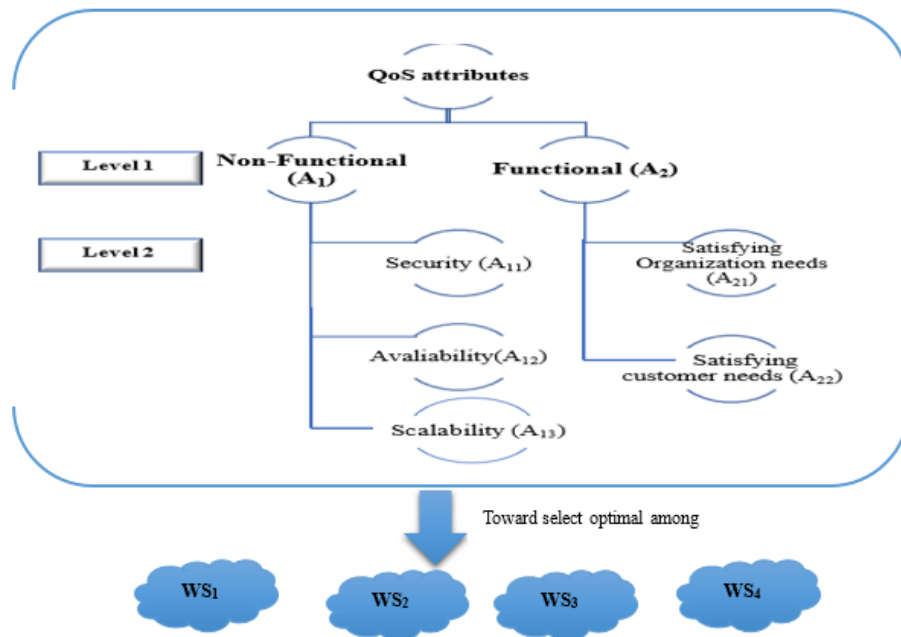 QoS attributes
Level 1
Non-Functional
(A₁)
Functional (A₂)
Level 2
Security (A₁₁)
Satisfying
Organization needs
(A₂₁)
Avaliability(A₁₂)
Satisfying
customer needs (A₂₂)
Scalability (A₁₃)
Toward select optimal among
WS₁
WS₂
WS₃
WS₄